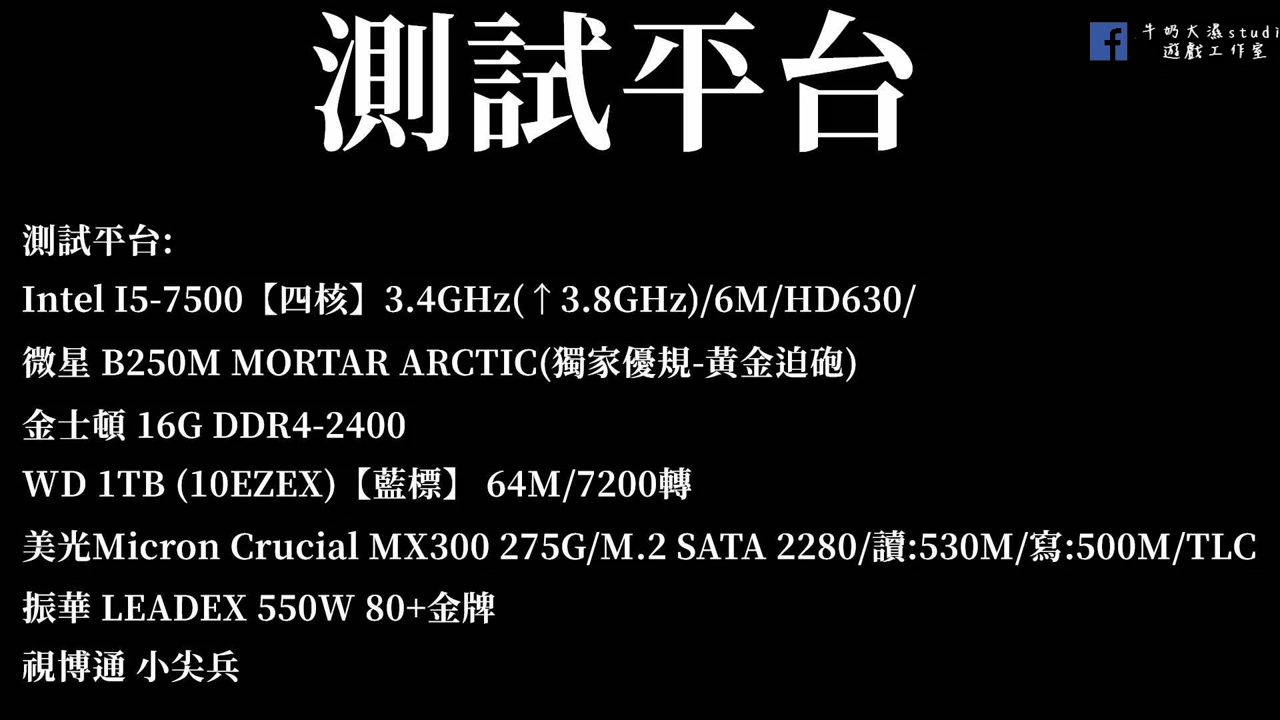 測試平台
牛奶大濕studi
遊戲工作室
測試平台:
Intel I5-7500【四核】3.4GHz(↑3.8GHz)/6M/HD630/
微星 B250M MORTAR ARCTIC(獨家優規-黃金迫砲)
金士頓 16G DDR4-2400
WD 1TB (10EZEX)【藍標】 64M/7200轉
美光Micron Crucial MX300 275G/M.2 SATA 2280/讀:530M/寫:500M/TLC
振華 LEADEX 550W 80+金牌
視博通 小尖兵